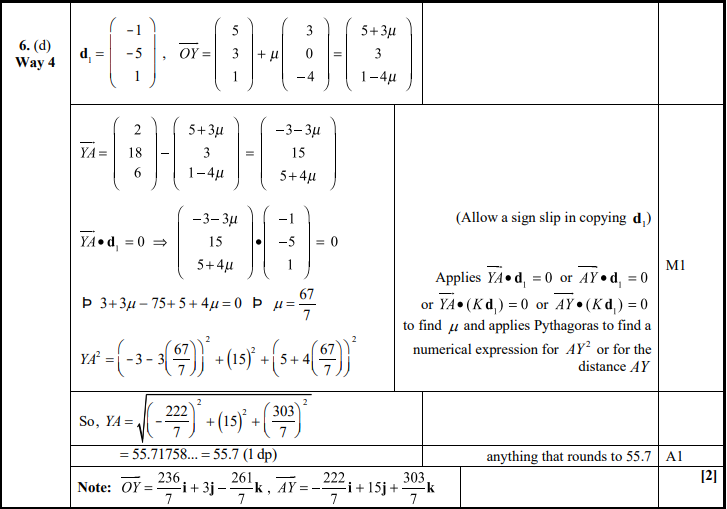 6. (d)
Way 4
d₁ = ( −1 −5 1 ) , OY = ( 5 3 1 ) + μ ( 3 0 −4 ) = ( 5+3μ 3 1−4μ )
YA = ( 2 18 6 ) − ( 5+3μ 3 1−4μ ) = ( −3−3μ 15 5+4μ )
(Allow a sign slip in copying d₁)
YA • d₁ = 0 ⇒ ( −3−3μ 15 5+4μ ) • ( −1 −5 1 ) = 0
Þ 3+3μ − 75+5+4μ = 0 Þ μ = 67/7
YA² = ( −3 − 3( 67/7 ) )² + (15)² + ( 5 + 4( 67/7 ) )²
Applies YA • d₁ = 0 or AY • d₁ = 0
or YA • (K d₁) = 0 or AY • (K d₁) = 0
to find μ and applies Pythagoras to find a
numerical expression for AY² or for the
distance AY
M1
So, YA = √( ( −222/7 )² + (15)² + ( 303/7 )² )
= 55.71758... = 55.7 (1 dp)
anything that rounds to 55.7
A1
[2]
Note: OY = 236/7 i + 3j − 261/7 k , AY = −222/7 i + 15j + 303/7 k